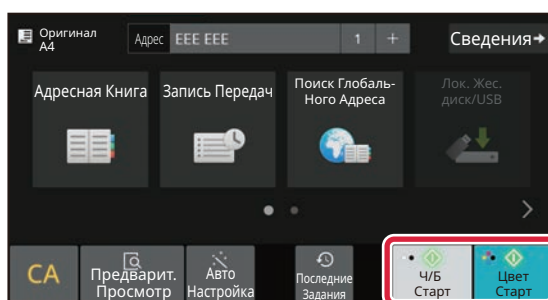 Оригинал
A4
Адрес EEE EEE 1 +
Сведения
Адресная Книга
Запись Передач
Поиск Глобаль-
Ного Адреса
Лок. Жес.
диск/USB
CA
Предварит.
Просмотр
Авто
Настройка
Последние
Задания
Ч/Б
Старт
Цвет
Старт